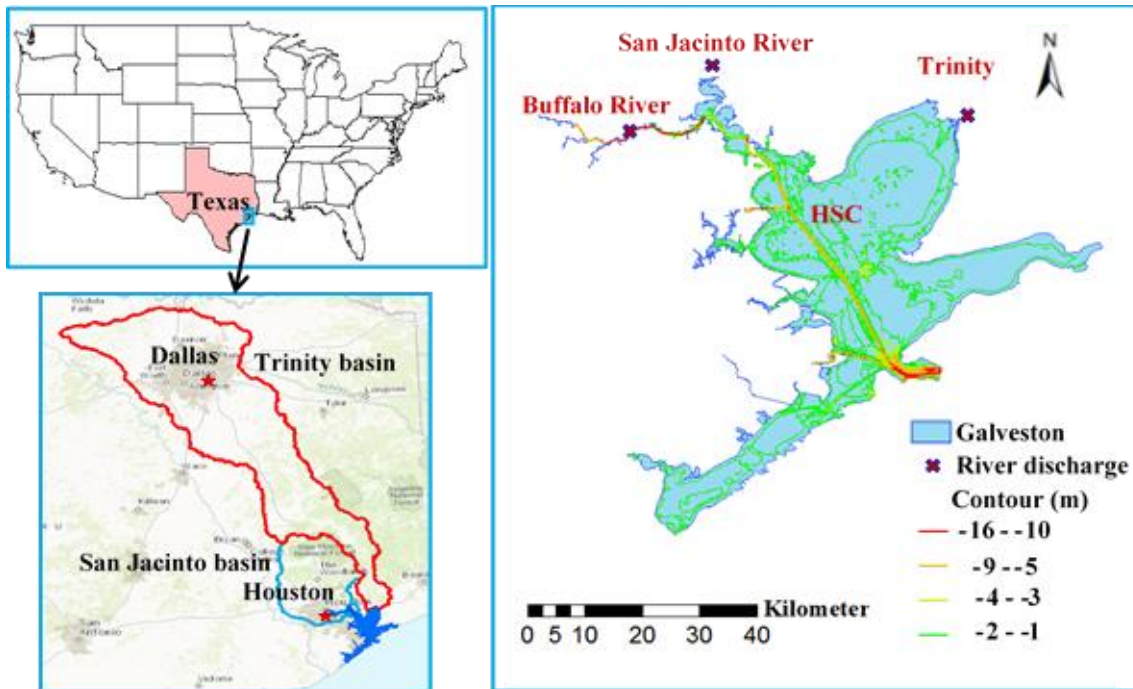 Texas
Dallas
Trinity basin
San Jacinto basin
Houston
San Jacinto River
Trinity
N
Buffalo River
HSC
Galveston
River discharge
Contour (m)
-16 --10
-9 --5
-4 --3
-2 --1
Kilometer
0 5 10 20 30 40